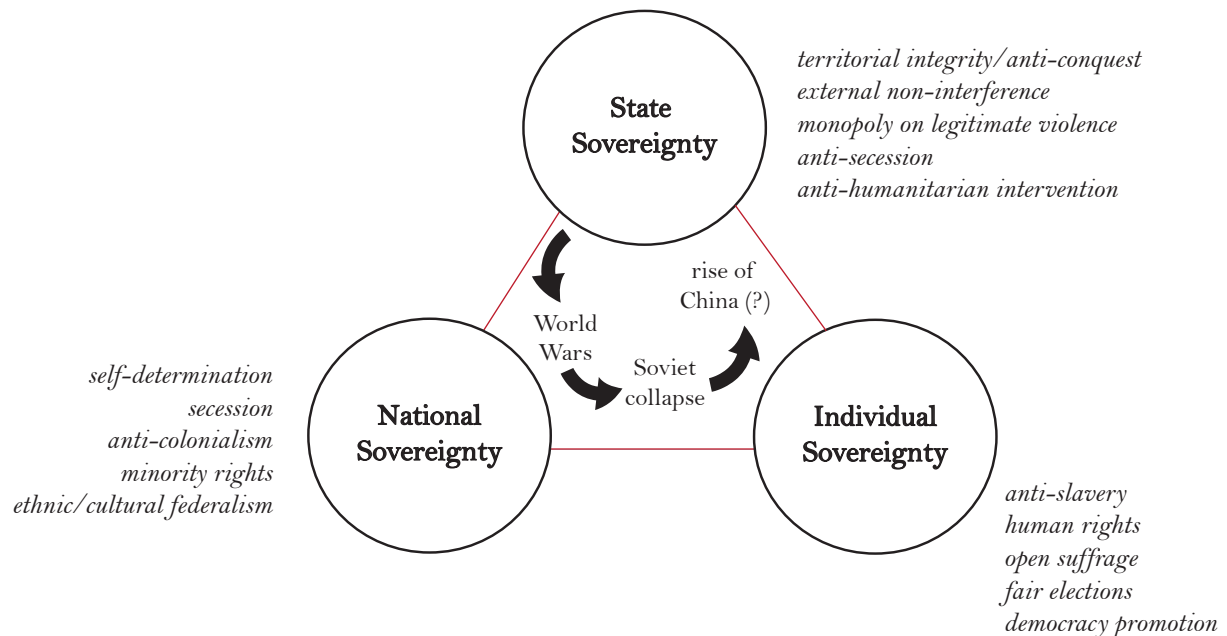 State
Sovereignty
territorial integrity/anti-conquest
external non-interference
monopoly on legitimate violence
anti-secession
anti-humanitarian intervention
rise of
China (?)
World
Wars
Soviet
collapse
self-determination
secession
anti-colonialism
minority rights
ethnic/cultural federalism
National
Sovereignty
Individual
Sovereignty
anti-slavery
human rights
open suffrage
fair elections
democracy promotion